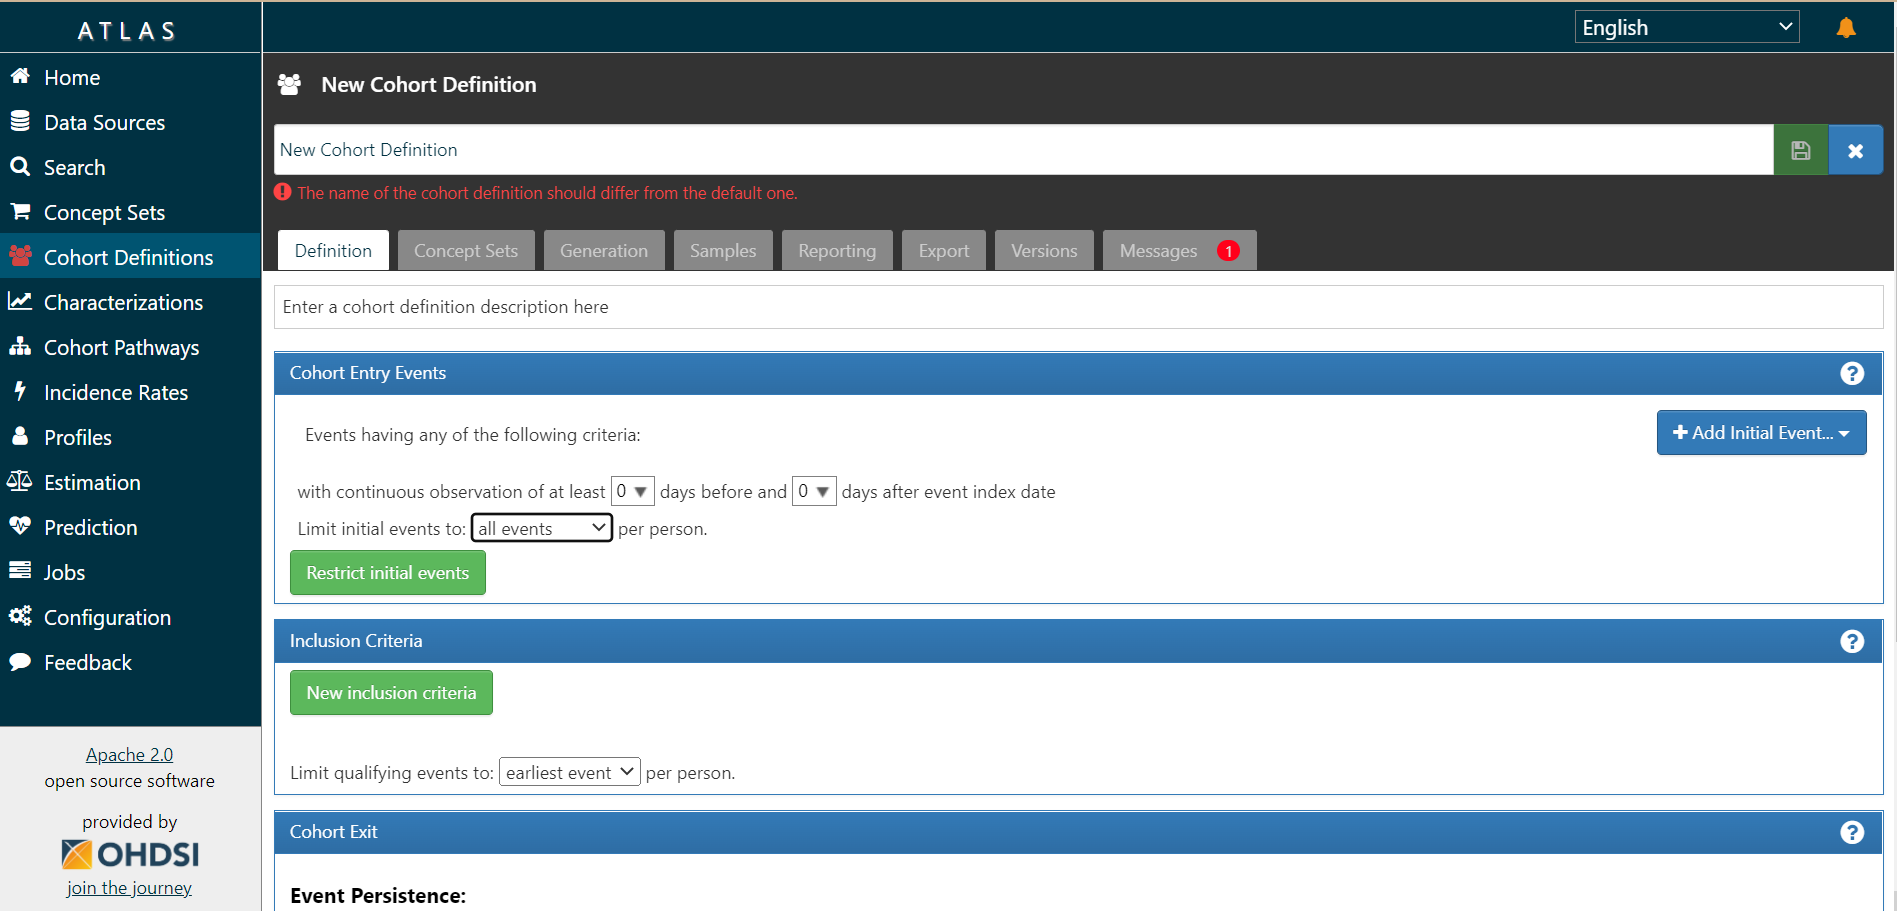 ATLAS
English
Home
Data Sources
Search
Concept Sets
Cohort Definitions
Characterizations
Cohort Pathways
Incidence Rates
Profiles
Estimation
Prediction
Jobs
Configuration
Feedback
Apache 2.0
open source software
provided by
OHDSI
join the journey
New Cohort Definition
New Cohort Definition
The name of the cohort definition should differ from the default one.
Definition Concept Sets Generation Samples Reporting Export Versions Messages 1
Enter a cohort definition description here
Cohort Entry Events
Events having any of the following criteria:
Add Initial Event...
with continuous observation of at least 0 days before and 0 days after event index date
Limit initial events to: all events per person.
Restrict initial events
Inclusion Criteria
New inclusion criteria
Limit qualifying events to: earliest event per person.
Cohort Exit
Event Persistence: